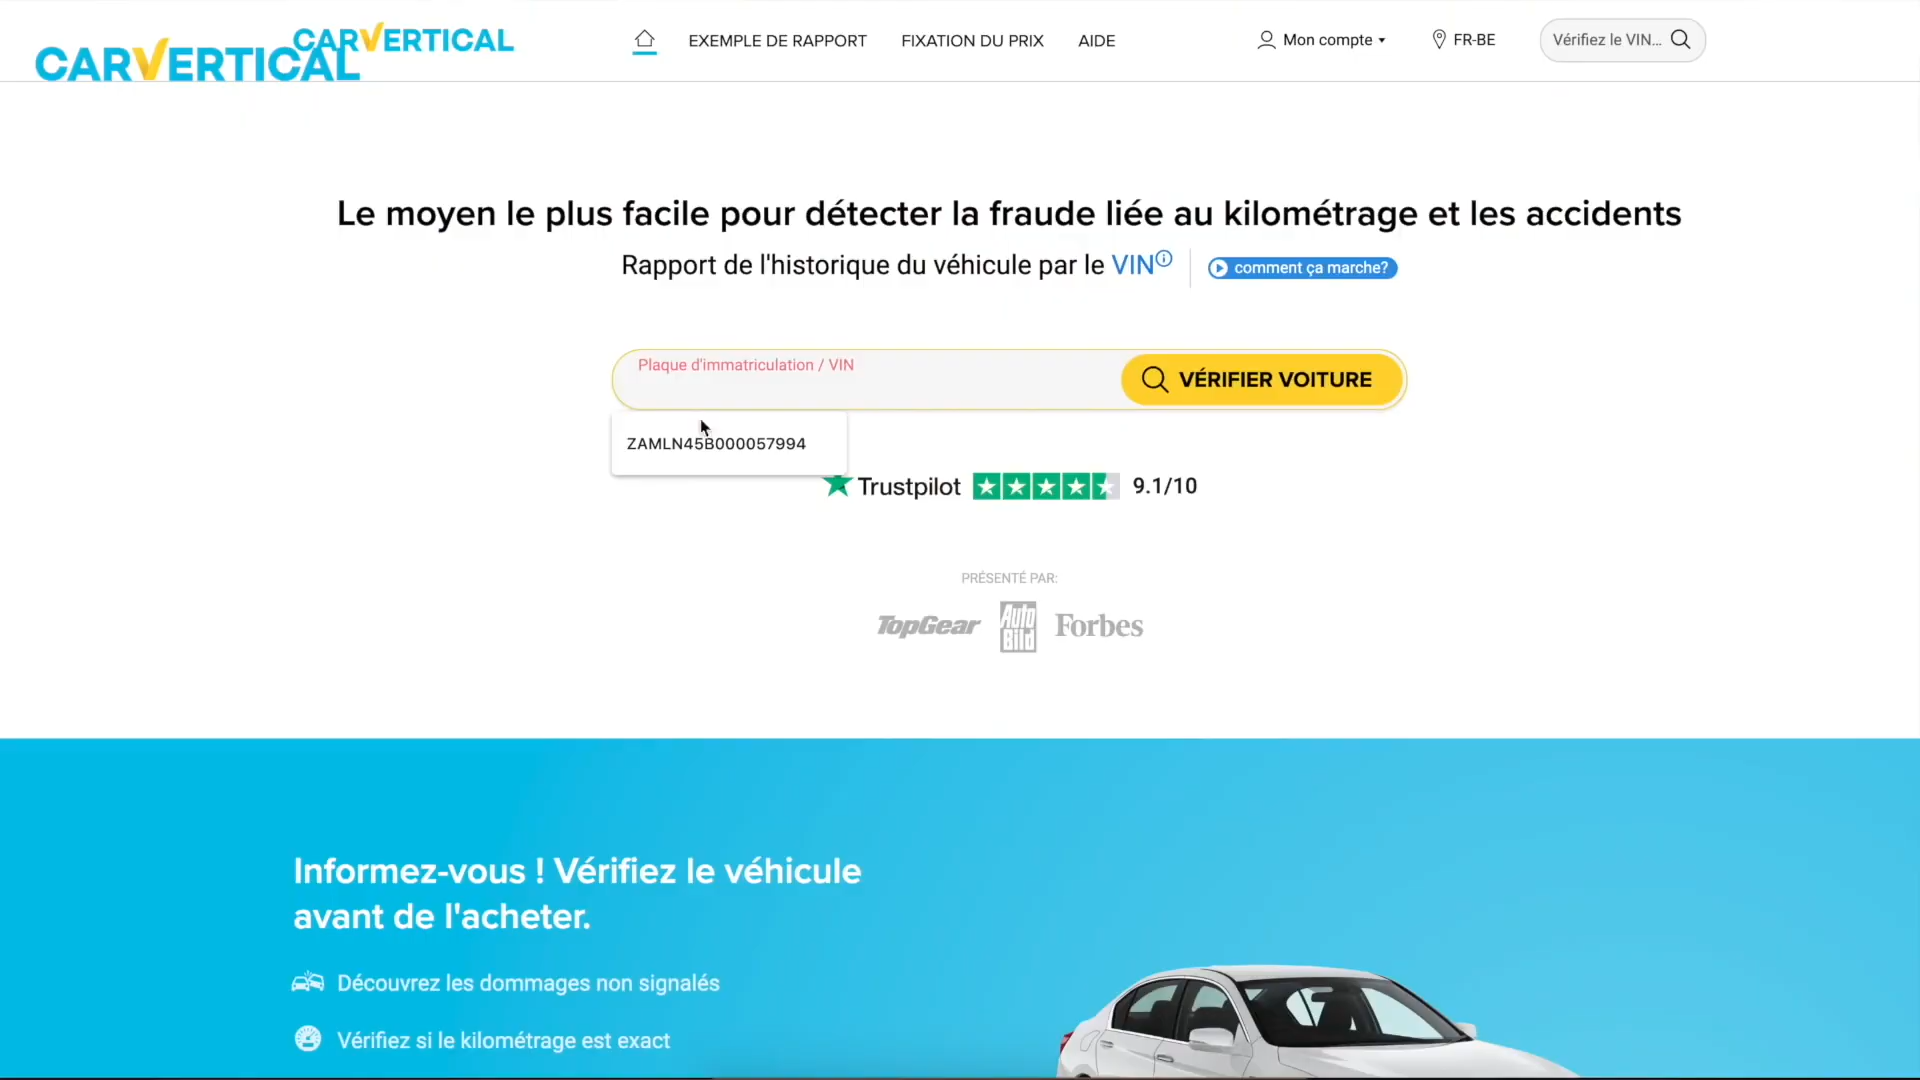 CARVERTICAL
CARVERTICAL
EXEMPLE DE RAPPORT
FIXATION DU PRIX
AIDE
Mon compte
FR-BE
Vérifiez le VIN...
Le moyen le plus facile pour détecter la fraude liée au kilométrage et les accidents
Rapport de l'historique du véhicule par le VIN
comment ça marche?
Plaque d'immatriculation / VIN
VÉRIFIER VOITURE
ZAMLN45B000057994
Trustpilot
9.1/10
PRÉSENTÉ PAR:
TopGear
Auto Bild
Forbes
Informez-vous ! Vérifiez le véhicule
avant de l'acheter.
Découvrez les dommages non signalés
Vérifiez si le kilométrage est exact